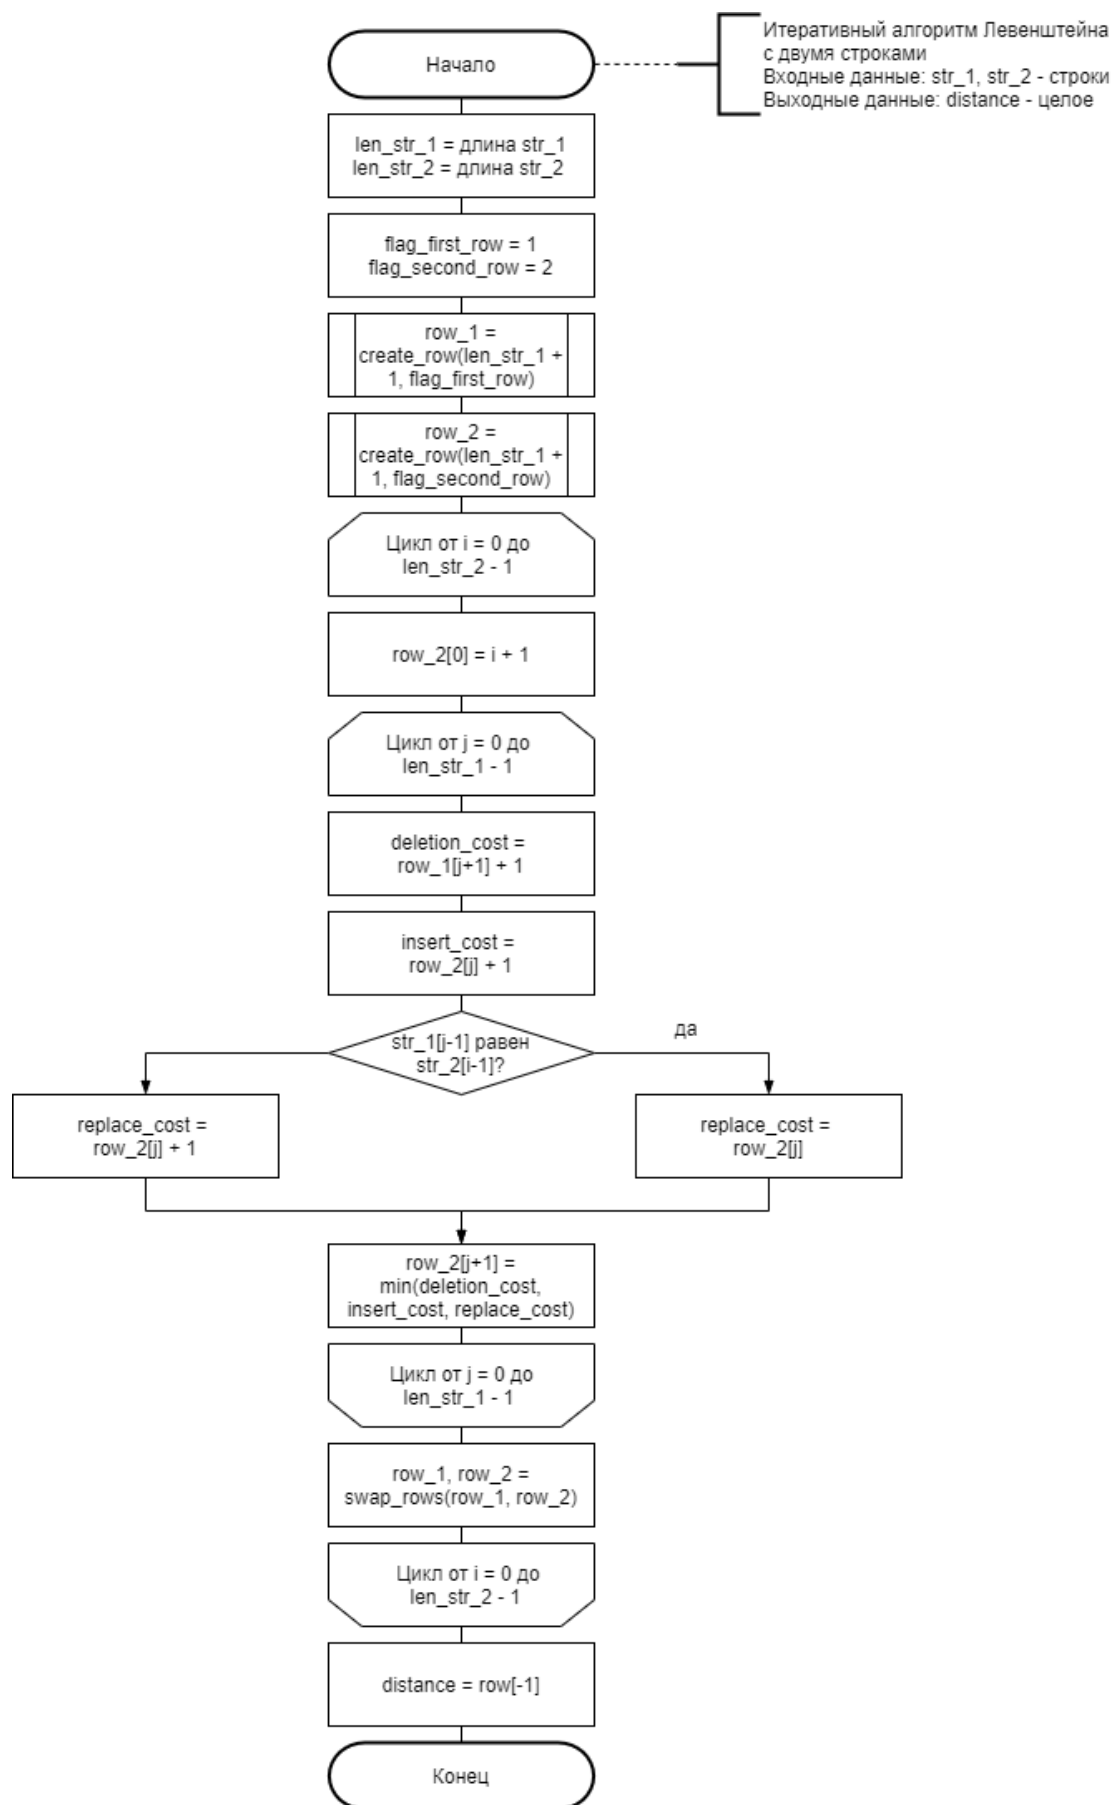 Начало
Итеративный алгоритм Левенштейна
с двумя строками
Входные данные: str_1, str_2 - строки
Выходные данные: distance - целое
len_str_1 = длина str_1
len_str_2 = длина str_2
flag_first_row = 1
flag_second_row = 2
row_1 =
create_row(len_str_1 +
1, flag_first_row)
row_2 =
create_row(len_str_1 +
1, flag_second_row)
Цикл от i = 0 до
len_str_2 - 1
row_2[0] = i + 1
Цикл от j = 0 до
len_str_1 - 1
deletion_cost =
row_1[j+1] + 1
insert_cost =
row_2[j] + 1
str_1[j-1] равен
str_2[i-1]?
да
replace_cost =
row_2[j] + 1
replace_cost =
row_2[j]
row_2[j+1] =
min(deletion_cost,
insert_cost, replace_cost)
Цикл от j = 0 до
len_str_1 - 1
row_1, row_2 =
swap_rows(row_1, row_2)
Цикл от i = 0 до
len_str_2 - 1
distance = row[-1]
Конец